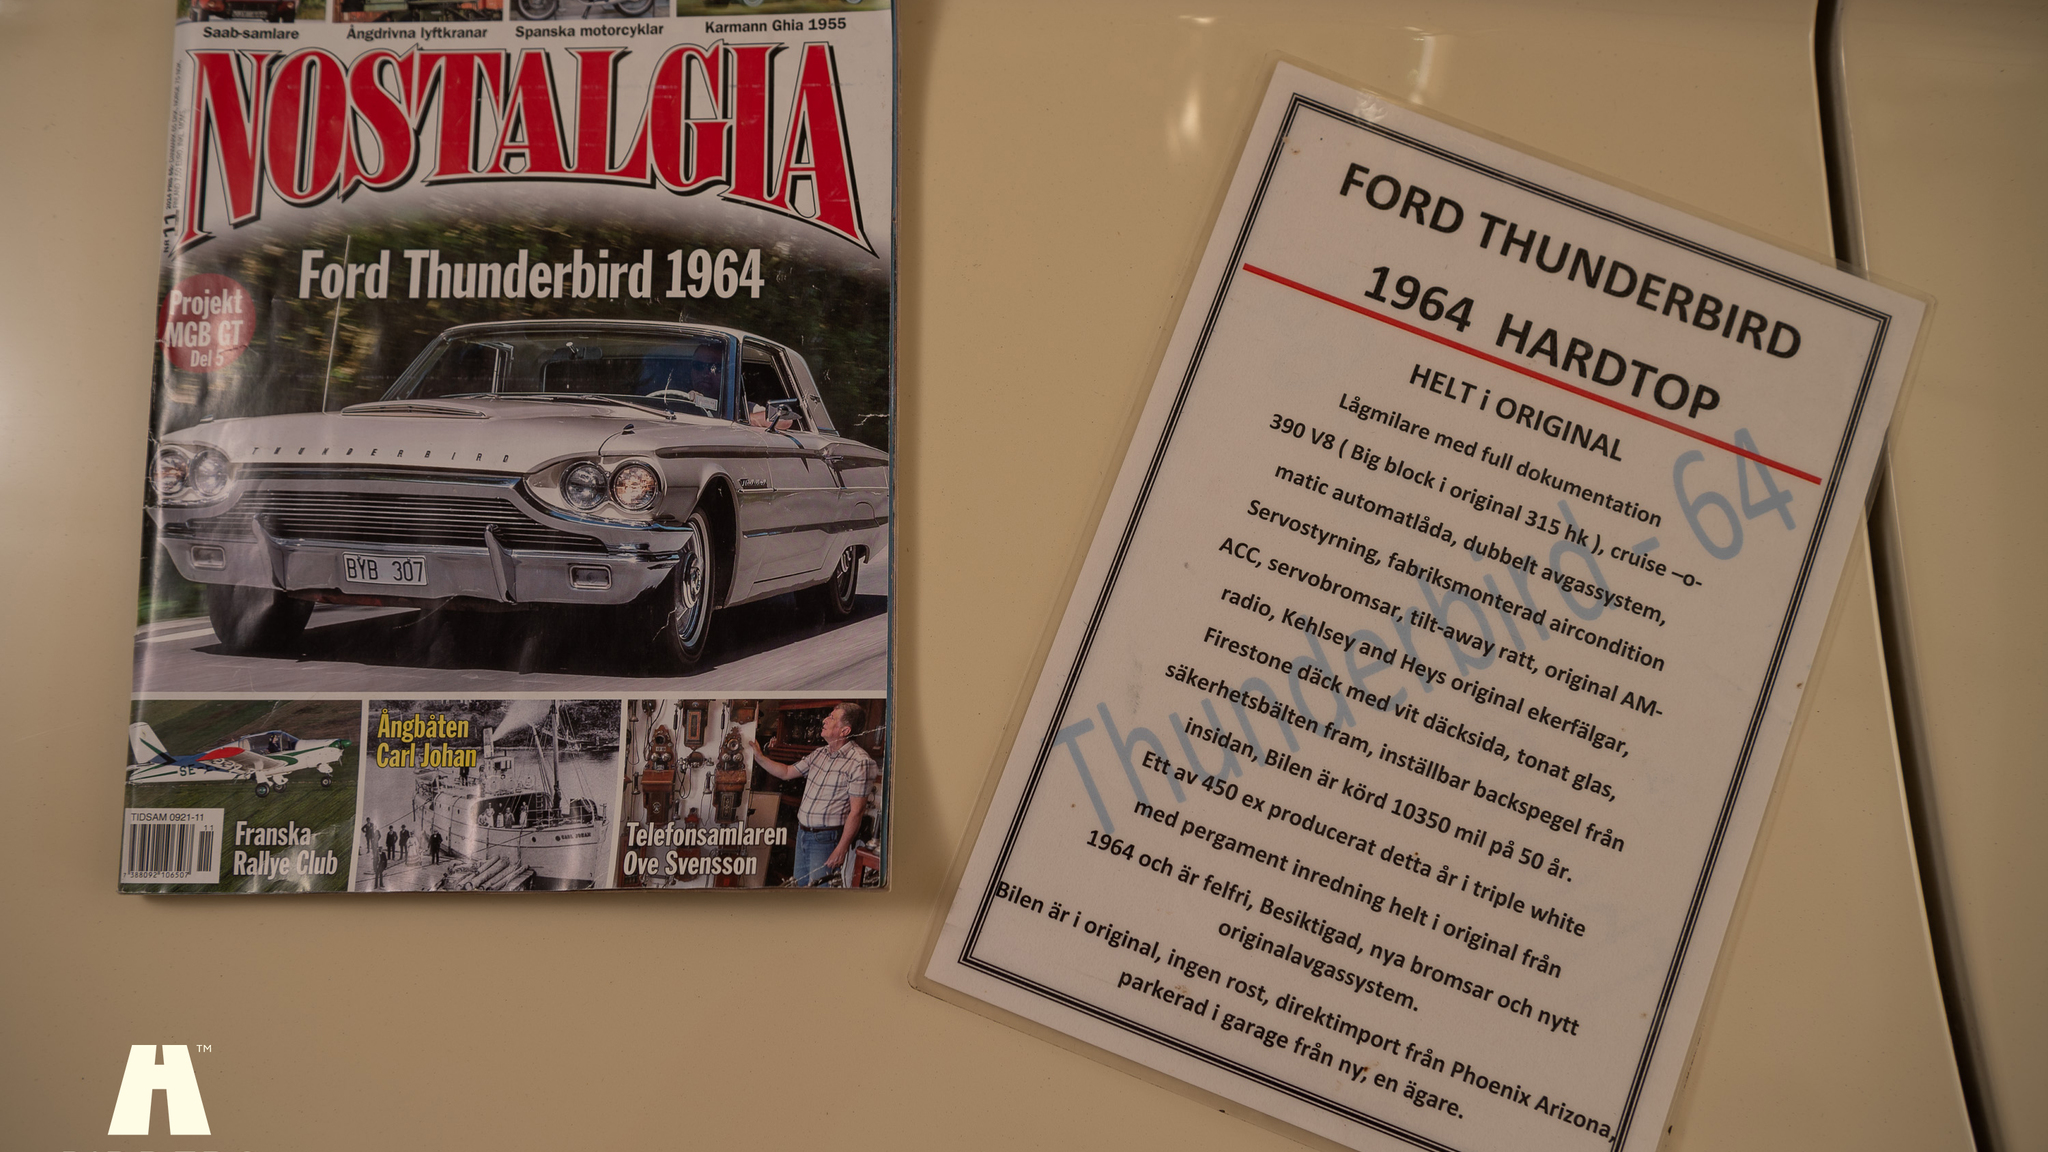 Saab-samlare
Ångdrivna lyftkranar
Spanska motorcyklar
Karmann Ghia 1955
NOSTALGIA
NR 11
Ford Thunderbird 1964
Projekt
MGB GT
Del 5
THUNDERBIRD
BYB 307
Ångbåten
Carl Johan
TIDSAM 0921-11
11
7 388092 106507
Franska
Rallye Club
Telefonsamlaren
Ove Svensson
FORD THUNDERBIRD
1964 HARDTOP
HELT i ORIGINAL
Lågmilare med full dokumentation
390 V8 ( Big block i original 315 hk ), cruise –o-
matic automatlåda, dubbelt avgassystem,
Servostyrning, fabriksmonterad aircondition
ACC, servobromsar, tilt-away ratt, original AM-
radio, Kehlsey and Heys original ekerfälgar,
Firestone däck med vit däcksida, tonat glas,
säkerhetsbälten fram, inställbar backspegel från
insidan, Bilen är körd 10350 mil på 50 år.
Ett av 450 ex producerat detta år i triple white
med pergament inredning helt i original från
1964 och är felfri, Besiktigad, nya bromsar och nytt
originalavgassystem.
Bilen är i original, ingen rost, direktimport från Phoenix Arizona,
parkerad i garage från ny, en ägare.
Thunderbird - 64
TM